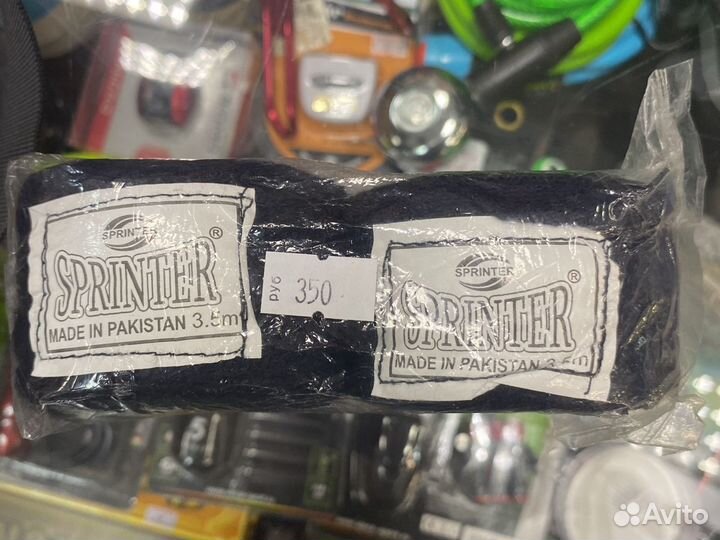 SPRINTER
®
SPRINTER
MADE IN PAKISTAN 3.5m
руб
350
SPRINTER
®
SPRINTER
MADE IN PAKISTAN 3.5m
Avito